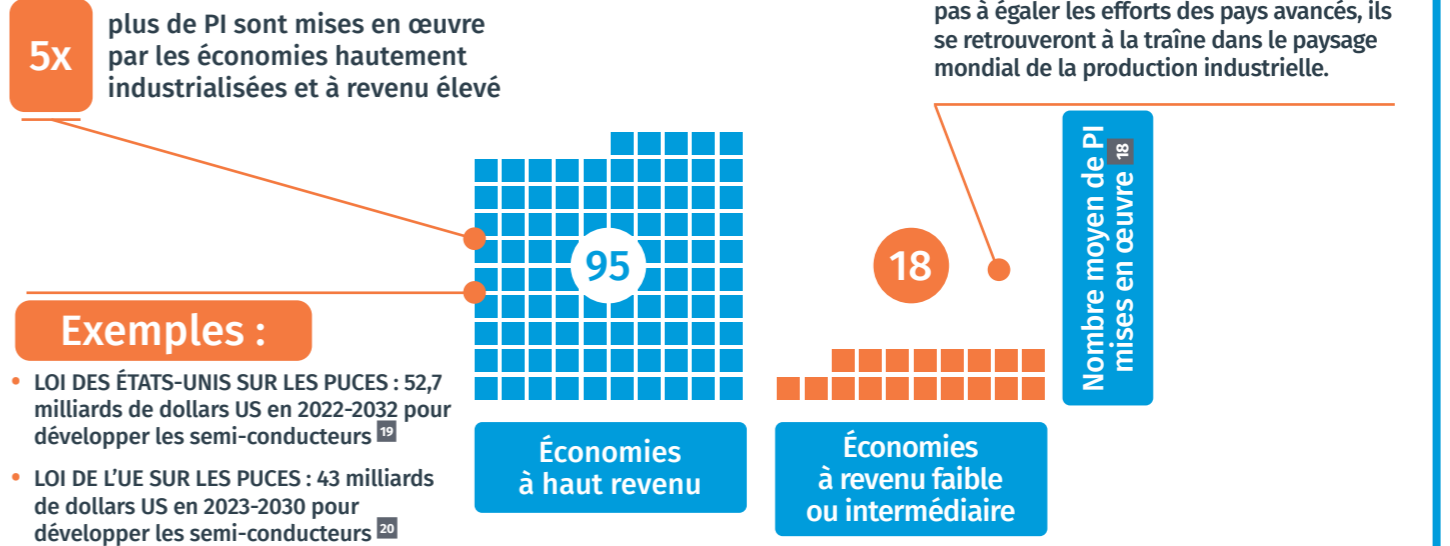 5x
plus de PI sont mises en œuvre
par les économies hautement
industrialisées et à revenu élevé
pas à égaler les efforts des pays avancés, ils
se retrouveront à la traîne dans le paysage
mondial de la production industrielle.
95
18
Nombre moyen de PI
mises en œuvre 18
Exemples :
• LOI DES ÉTATS-UNIS SUR LES PUCES : 52,7
milliards de dollars US en 2022-2032 pour
développer les semi-conducteurs 19
• LOI DE L’UE SUR LES PUCES : 43 milliards
de dollars US en 2023-2030 pour
développer les semi-conducteurs 20
Économies
à haut revenu
Économies
à revenu faible
ou intermédiaire